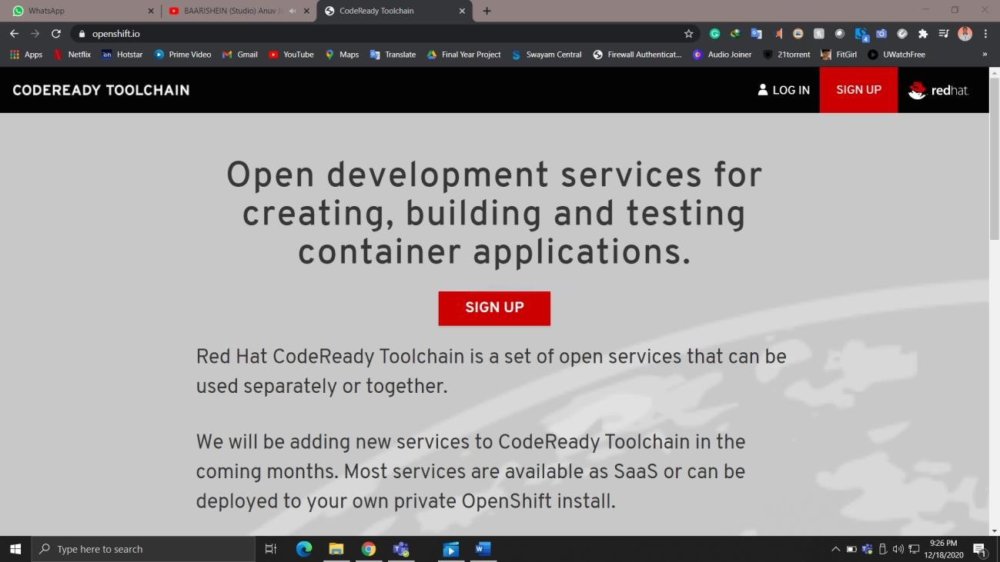 WhatsApp
BAARISHEIN (Studio) Anuv
CodeReady Toolchain
openshift.io
4
Apps Netflix Hotstar Prime Video Gmail YouTube Maps Translate Final Year Project Swayam Central Firewall Authenticat... Audio Joiner 21torrent FitGirl UWatchFree
CODEREADY TOOLCHAIN
LOG IN
SIGN UP
redhat.
Open development services for
creating, building and testing
container applications.
SIGN UP
Red Hat CodeReady Toolchain is a set of open services that can be
used separately or together.
We will be adding new services to CodeReady Toolchain in the
coming months. Most services are available as SaaS or can be
deployed to your own private OpenShift install.
Type here to search
9:26 PM
12/18/2020
1